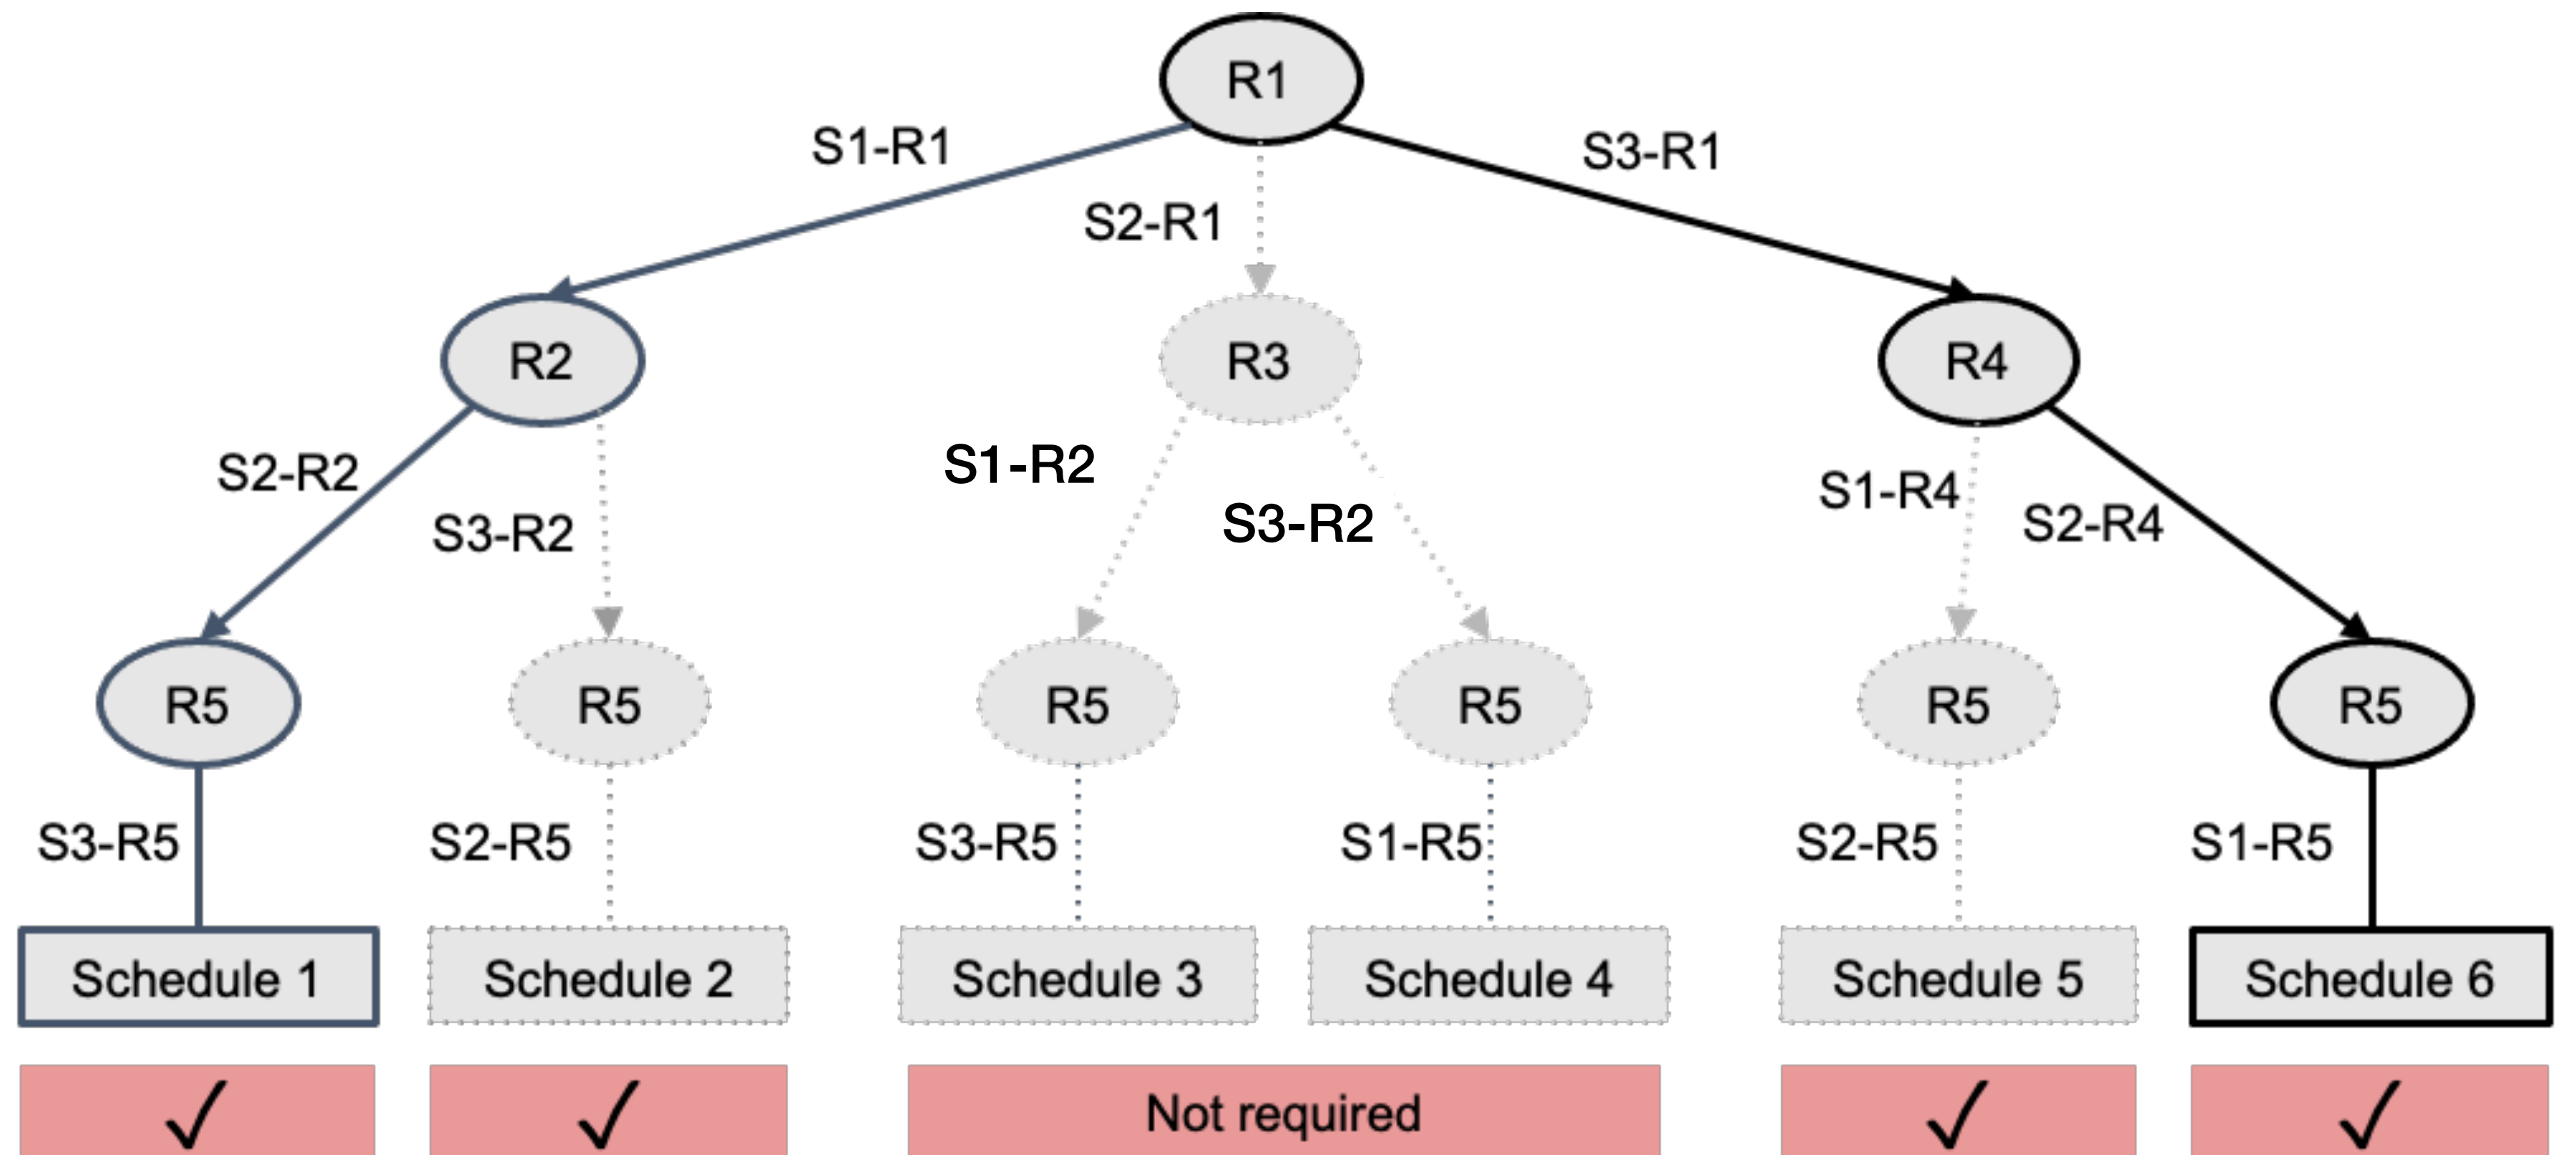 R1
S1-R1
S3-R1
S2-R1
R2
R3
R4
S2-R2
S3-R2
S1-R2
S3-R2
S1-R4
S2-R4
R5
R5
R5
R5
R5
R5
S3-R5
S2-R5
S3-R5
S1-R5
S2-R5
S1-R5
Schedule 1
Schedule 2
Schedule 3
Schedule 4
Schedule 5
Schedule 6
✓
✓
Not required
✓
✓